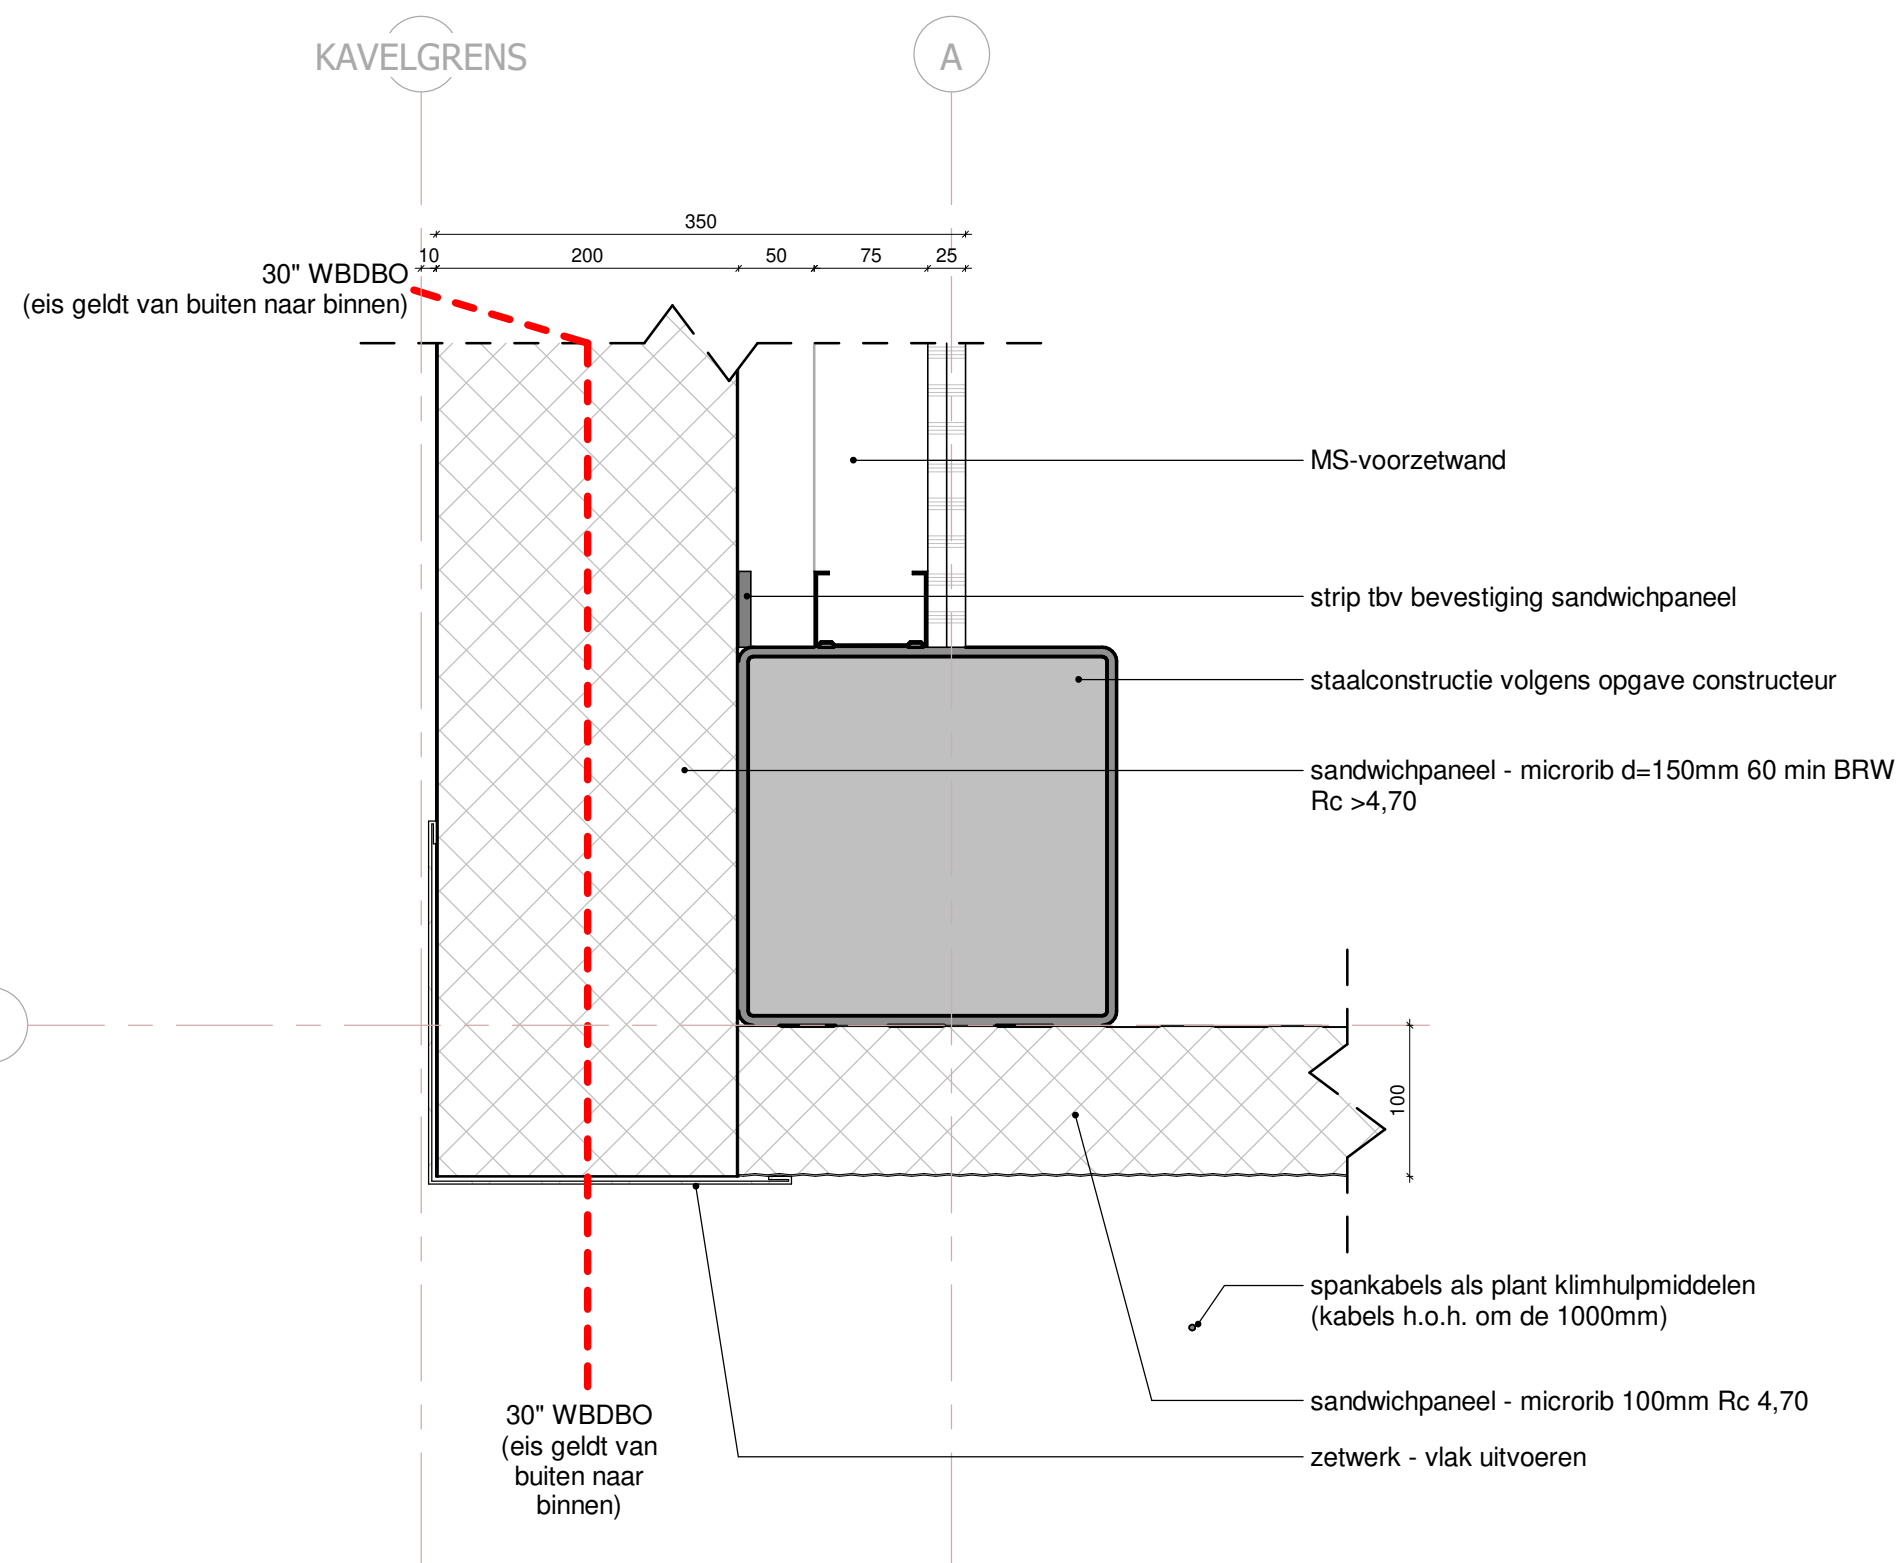 KAVELGRENS
A
350
10
200
50
75
25
30" WBDBO
(eis geldt van buiten naar binnen)
MS-voorzetwand
strip tbv bevestiging sandwichpaneel
staalconstructie volgens opgave constructeur
sandwichpaneel - microrib d=150mm 60 min BRW
Rc >4,70
100
spankabels als plant klimhulpmiddelen
(kabels h.o.h. om de 1000mm)
sandwichpaneel - microrib 100mm Rc 4,70
zetwerk - vlak uitvoeren
30" WBDBO
(eis geldt van
buiten naar
binnen)